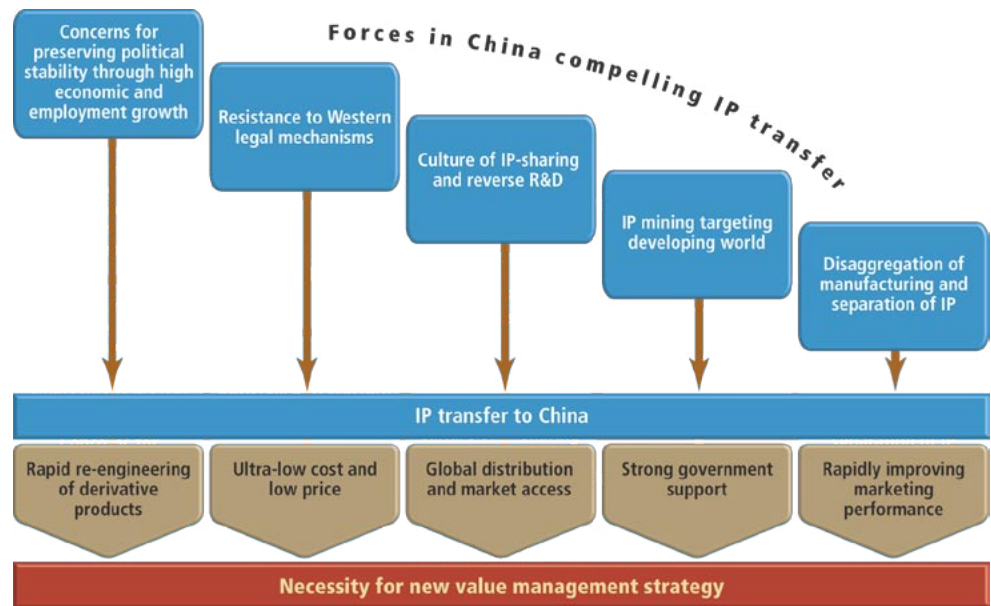 Forces in China compelling IP transfer
Concerns for
preserving political
stability through high
economic and
employment growth
Resistance to Western
legal mechanisms
Culture of IP-sharing
and reverse R&D
IP mining targeting
developing world
Disaggregation of
manufacturing and
separation of IP
IP transfer to China
Rapid re-engineering
of derivative
products
Ultra-low cost and
low price
Global distribution
and market access
Strong government
support
Rapidly improving
marketing
performance
Necessity for new value management strategy